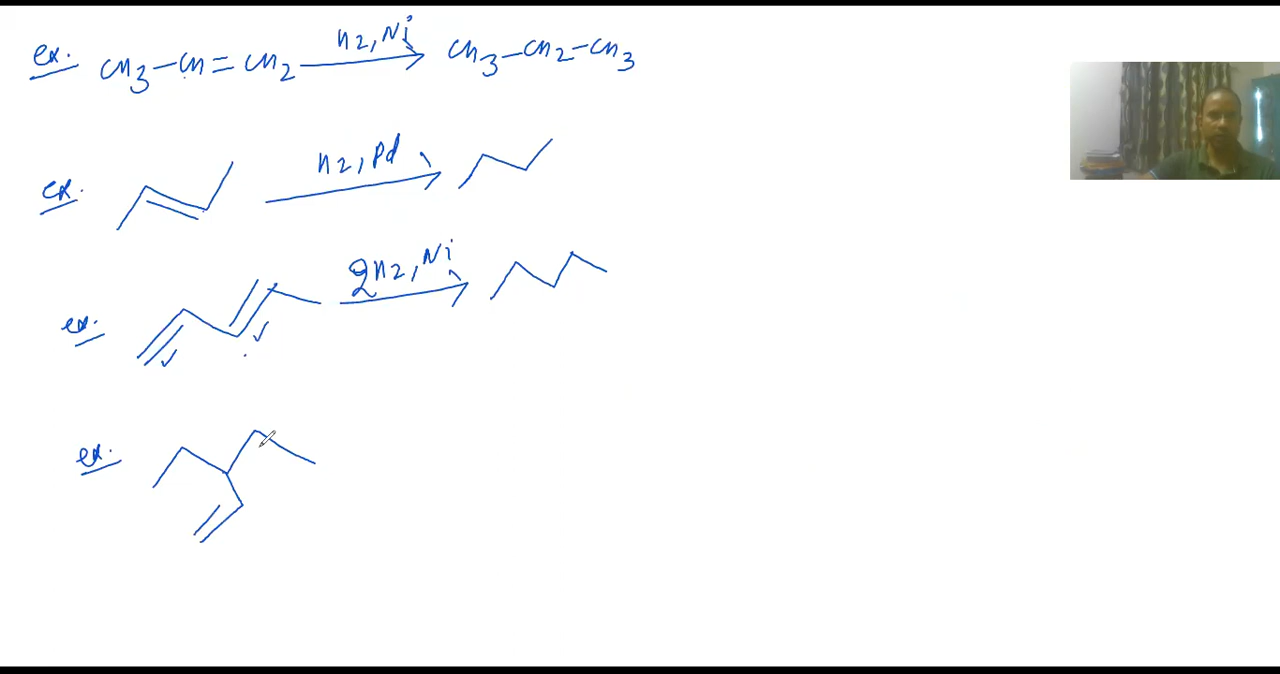 ex. CH3-CH=CH2 H2, Ni CH3-CH2-CH3
ex. H2, Pd
ex. 2H2, Ni
ex.